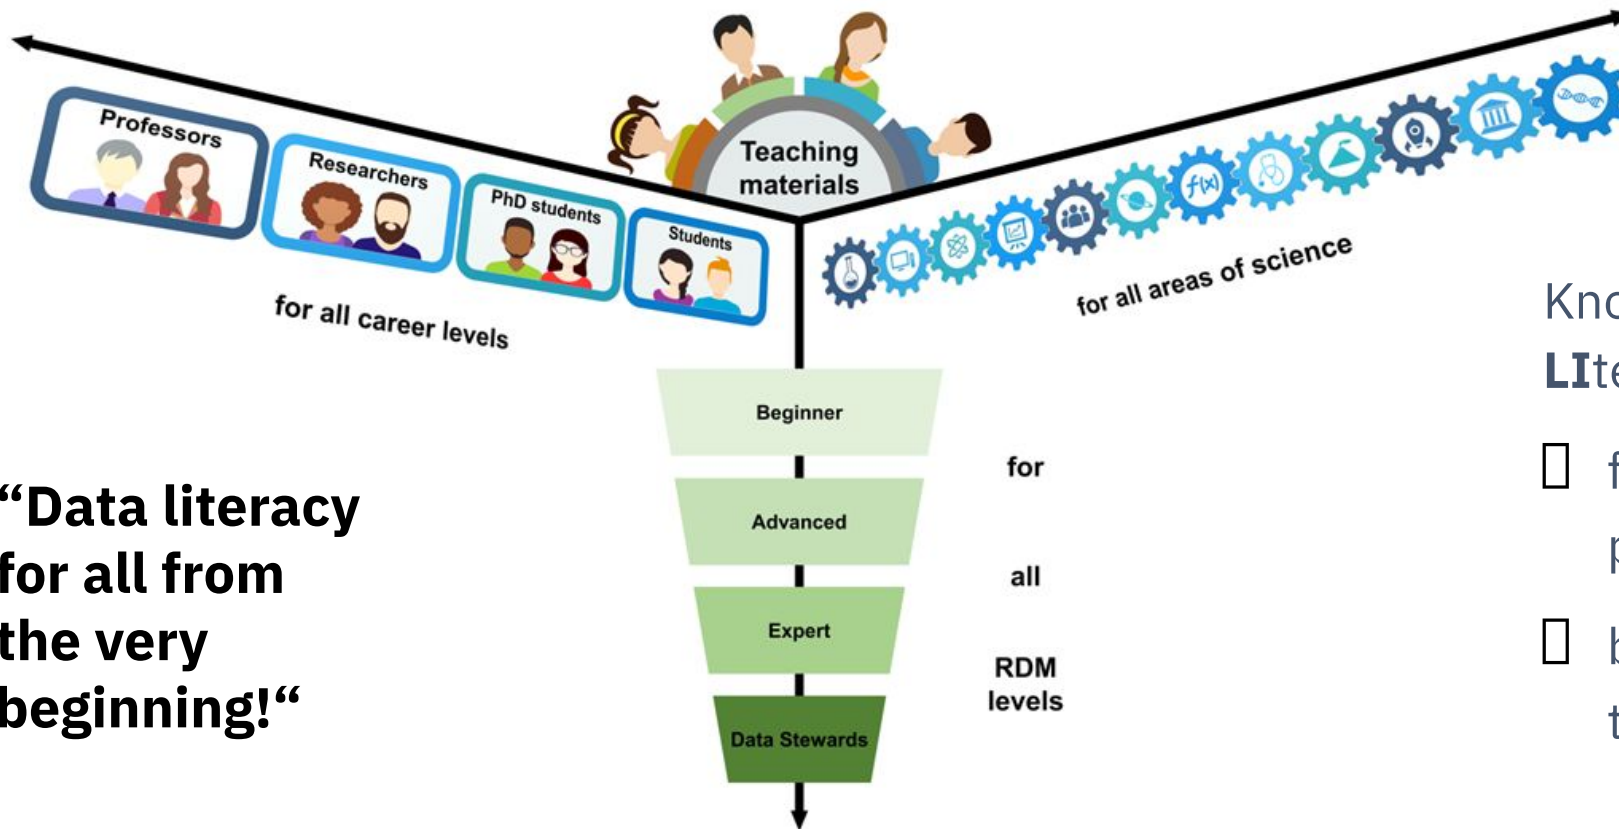 Teaching
materials
Professors
Researchers
PhD students
Students
for all career levels
f(x)
for all areas of science
Beginner
Advanced
Expert
Data Stewards
for
all
RDM
levels
“Data literacy
for all from
the very
beginning!“